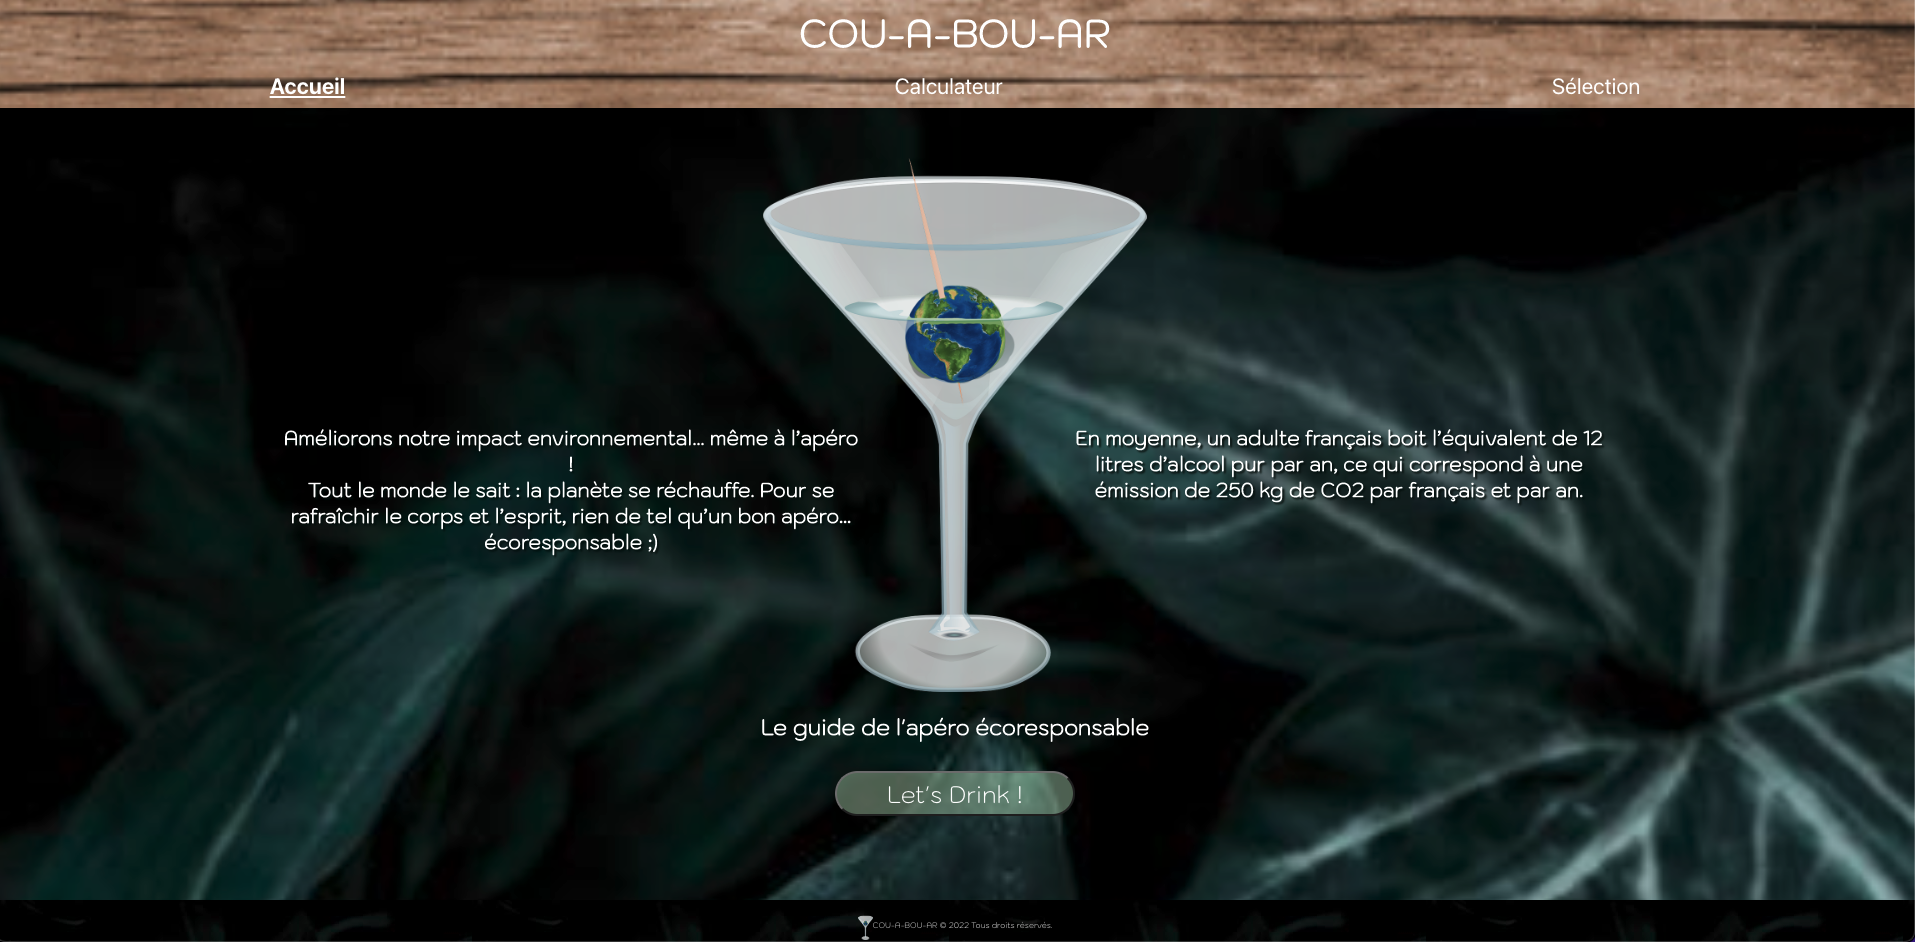 COU-A-BOU-AR
Accueil
Calculateur
Sélection
Améliorons notre impact environnemental... même à l’apéro
!
Tout le monde le sait : la planète se réchauffe. Pour se
rafraîchir le corps et l’esprit, rien de tel qu’un bon apéro...
écoresponsable ;)
En moyenne, un adulte français boit l’équivalent de 12
litres d’alcool pur par an, ce qui correspond à une
émission de 250 kg de CO2 par français et par an.
Le guide de l'apéro écoresponsable
Let's Drink !
COU-A-BOU-AR © 2022 Tous droits réservés.